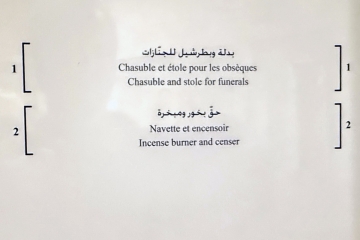 بدلة وبطرشيل للجنّازات
1 Chasuble et étole pour les obsèques 1
Chasuble and stole for funerals
حقّ بخور ومبخرة
2 Navette et encensoir 2
Incense burner and censer